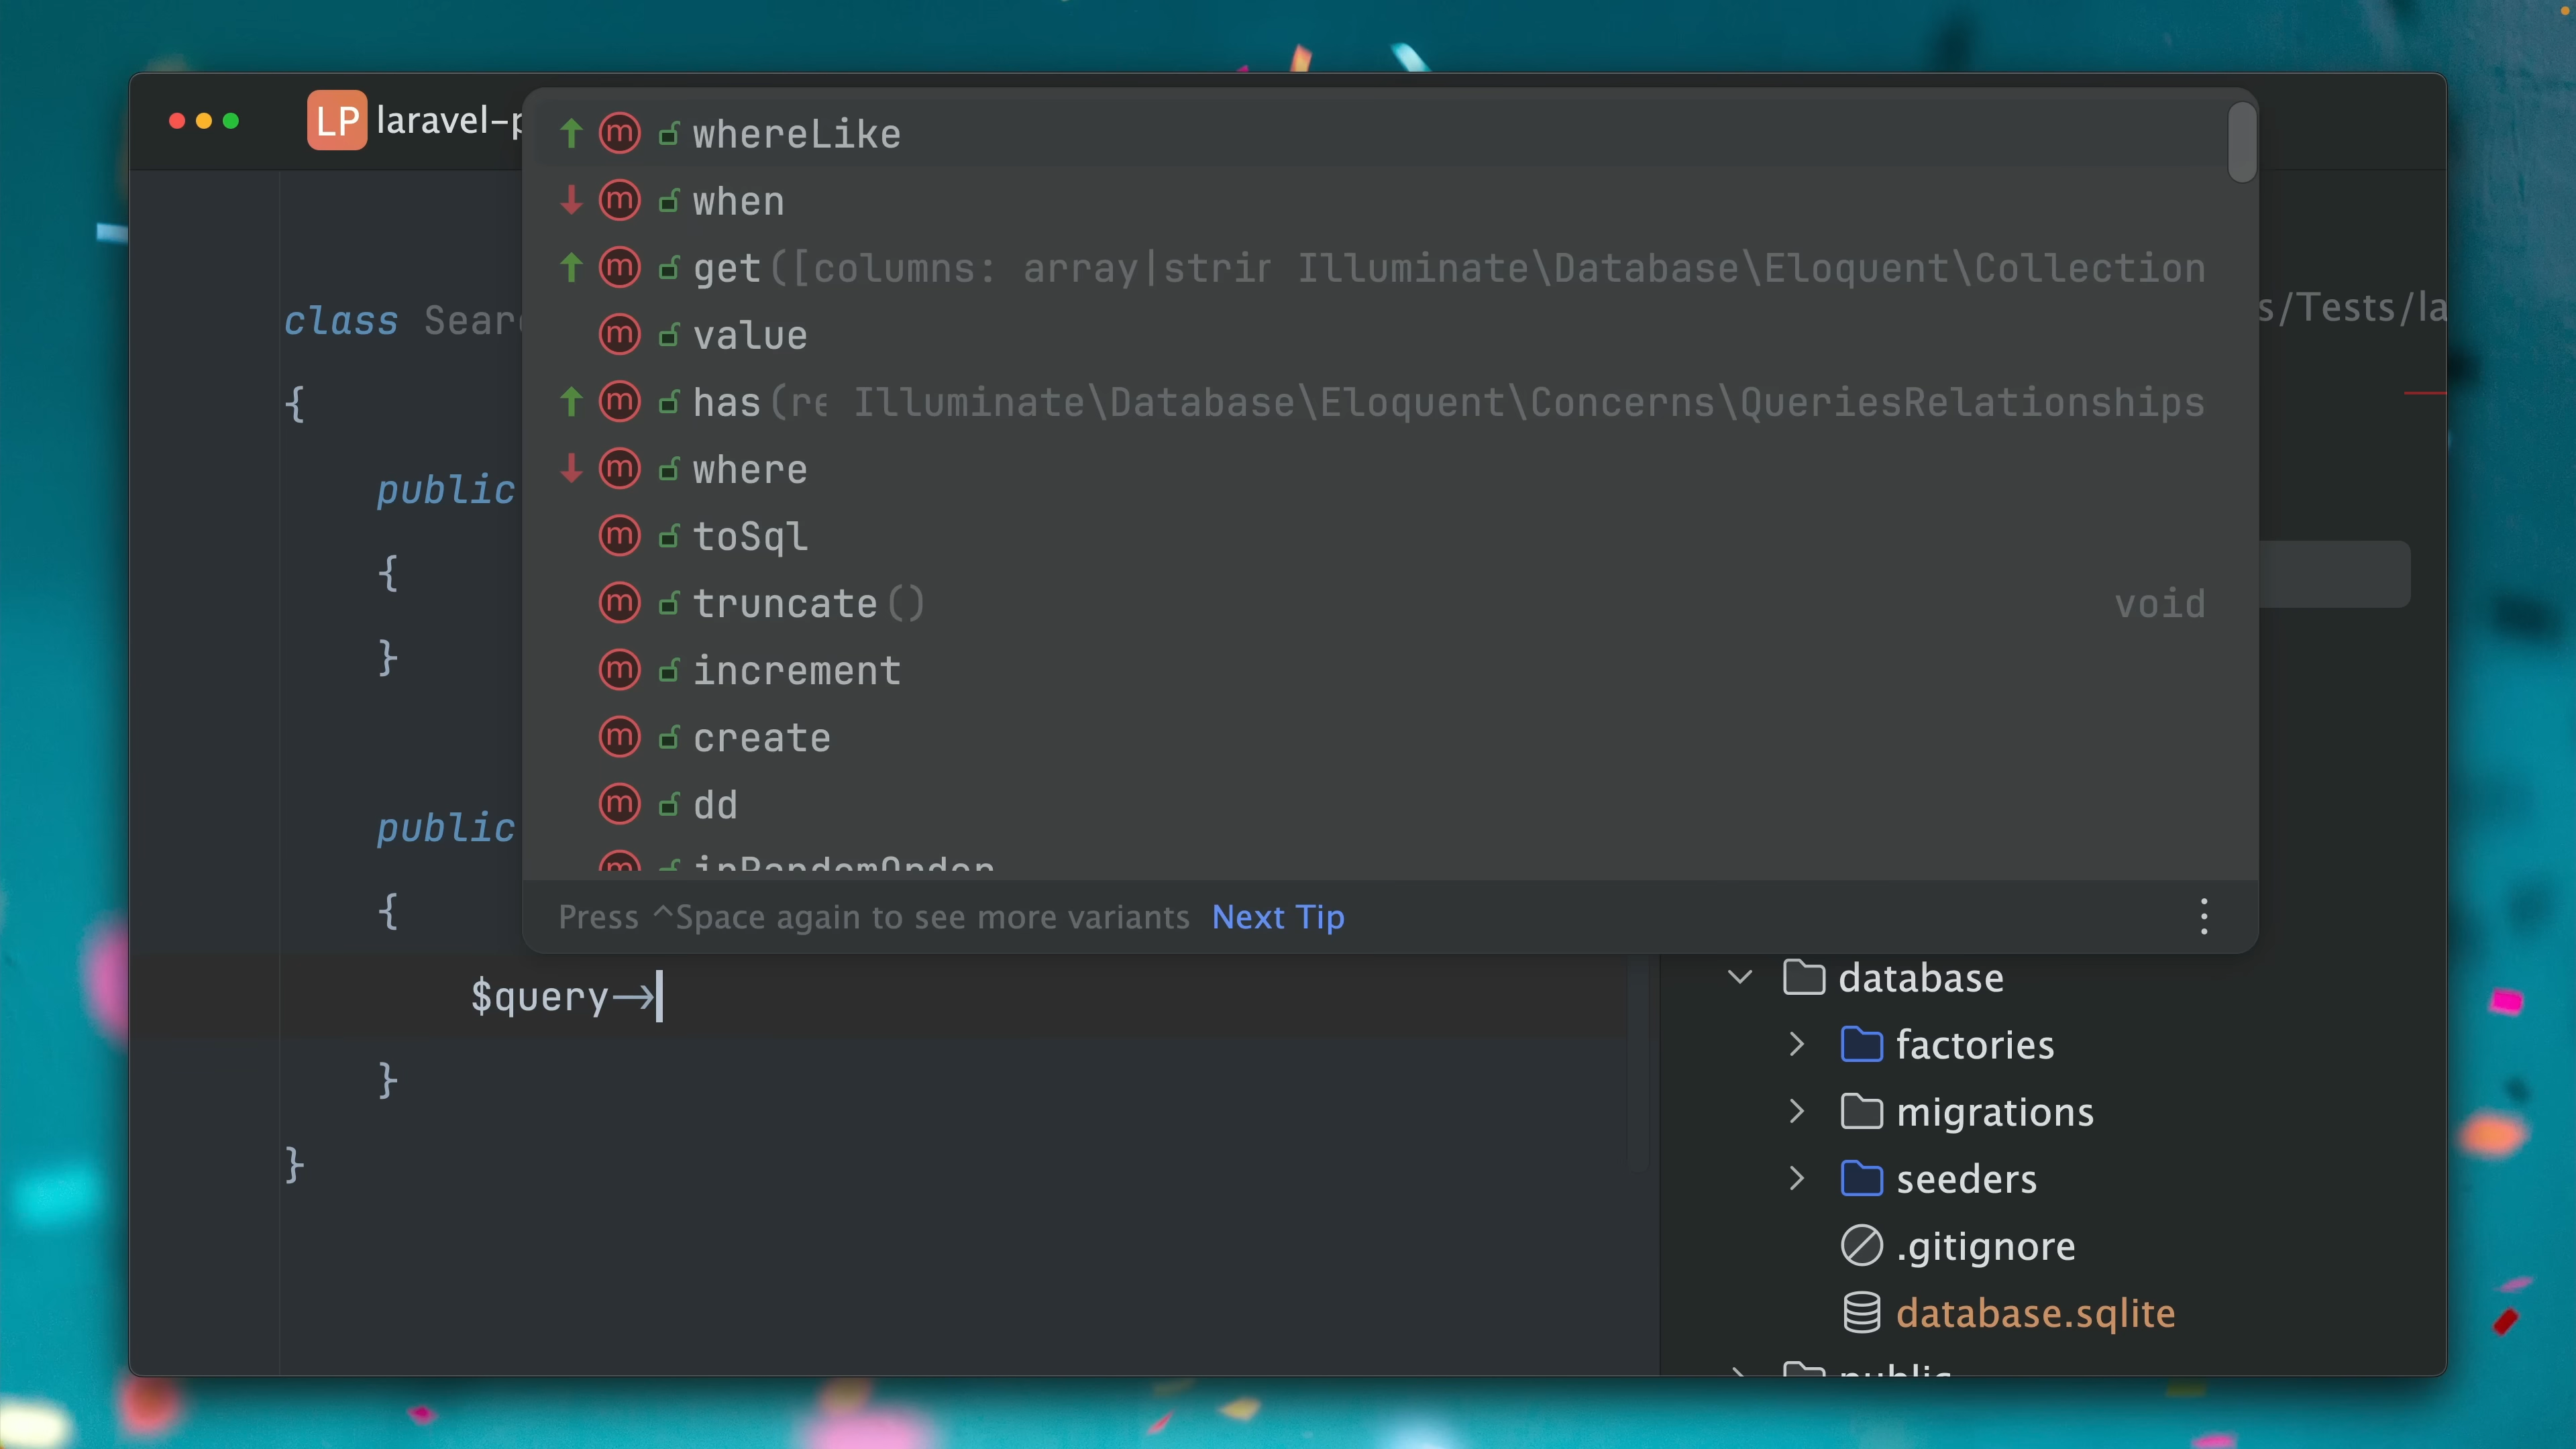 LP laravel-p
whereLike
when
get([columns: array|strir Illuminate\Database\Eloquent\Collection
value
has(re Illuminate\Database\Eloquent\Concerns\QueriesRelationships
where
toSql
truncate() void
increment
create
dd
inRandomOrder
Press ^Space again to see more variants Next Tip
class Sear
{
public
{
}
public
{
$query->
}
}
s/Tests/la
database
factories
migrations
seeders
.gitignore
database.sqlite
public